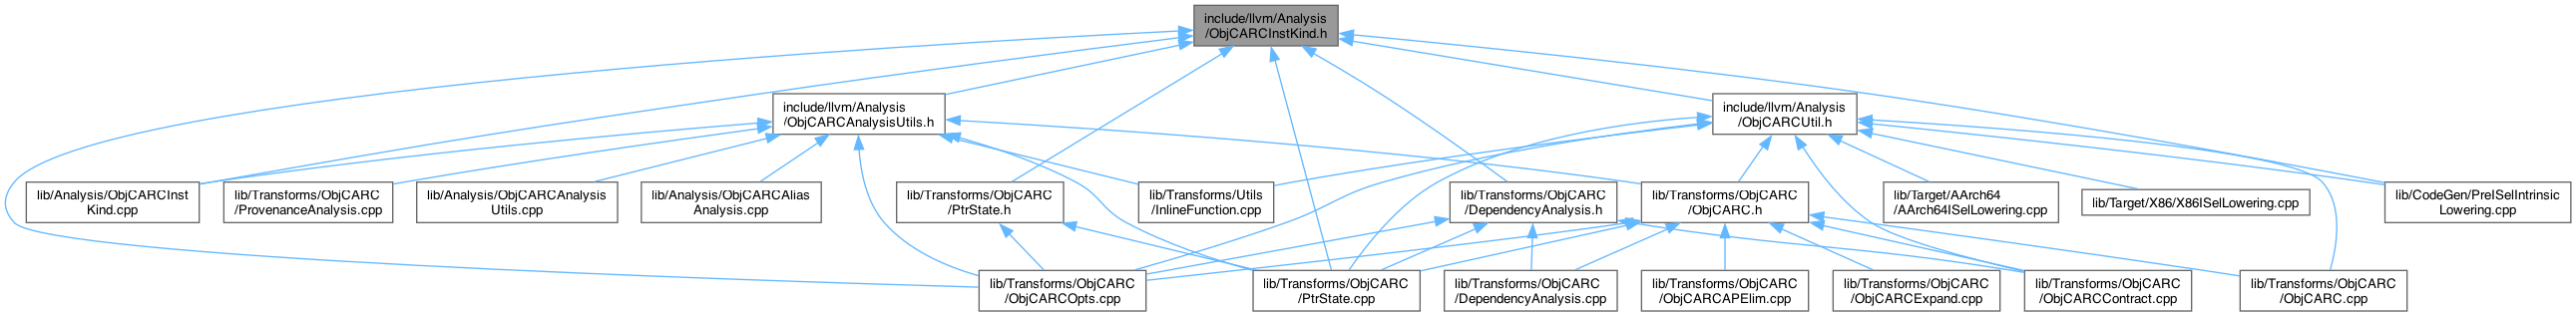 include/llvm/Analysis
/ObjCARCInstKind.h
include/llvm/Analysis
/ObjCARCAnalysisUtils.h
include/llvm/Analysis
/ObjCARCUtil.h
lib/Analysis/ObjCARCInst
Kind.cpp
lib/Transforms/ObjCARC
/ProvenanceAnalysis.cpp
lib/Analysis/ObjCARCAnalysis
Utils.cpp
lib/Analysis/ObjCARCAlias
Analysis.cpp
lib/Transforms/ObjCARC
/PtrState.h
lib/Transforms/Utils
/InlineFunction.cpp
lib/Transforms/ObjCARC
/DependencyAnalysis.h
lib/Transforms/ObjCARC
/ObjCARC.h
lib/Target/AArch64
/AArch64ISelLowering.cpp
lib/Target/X86/X86ISelLowering.cpp
lib/CodeGen/PreISelIntrinsic
Lowering.cpp
lib/Transforms/ObjCARC
/ObjCARCOpts.cpp
lib/Transforms/ObjCARC
/PtrState.cpp
lib/Transforms/ObjCARC
/DependencyAnalysis.cpp
lib/Transforms/ObjCARC
/ObjCARCAPElim.cpp
lib/Transforms/ObjCARC
/ObjCARCExpand.cpp
lib/Transforms/ObjCARC
/ObjCARCContract.cpp
lib/Transforms/ObjCARC
/ObjCARC.cpp